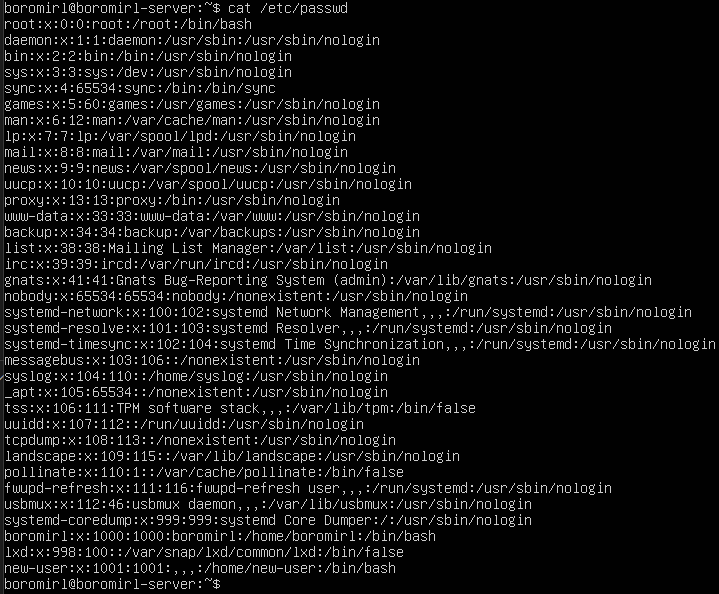 boromirl@boromirl-server:~$ cat /etc/passwd
root:x:0:0:root:/root:/bin/bash
daemon:x:1:1:daemon:/usr/sbin:/usr/sbin/nologin
bin:x:2:2:bin:/bin:/usr/sbin/nologin
sys:x:3:3:sys:/dev:/usr/sbin/nologin
sync:x:4:65534:sync:/bin:/bin/sync
games:x:5:60:games:/usr/games:/usr/sbin/nologin
man:x:6:12:man:/var/cache/man:/usr/sbin/nologin
lp:x:7:7:lp:/var/spool/lpd:/usr/sbin/nologin
mail:x:8:8:mail:/var/mail:/usr/sbin/nologin
news:x:9:9:news:/var/spool/news:/usr/sbin/nologin
uucp:x:10:10:uucp:/var/spool/uucp:/usr/sbin/nologin
proxy:x:13:13:proxy:/bin:/usr/sbin/nologin
www-data:x:33:33:www-data:/var/www:/usr/sbin/nologin
backup:x:34:34:backup:/var/backups:/usr/sbin/nologin
list:x:38:38:Mailing List Manager:/var/list:/usr/sbin/nologin
irc:x:39:39:ircd:/var/run/ircd:/usr/sbin/nologin
gnats:x:41:41:Gnats Bug-Reporting System (admin):/var/lib/gnats:/usr/sbin/nologin
nobody:x:65534:65534:nobody:/nonexistent:/usr/sbin/nologin
systemd-network:x:100:102:systemd Network Management,,,:/run/systemd:/usr/sbin/nologin
systemd-resolve:x:101:103:systemd Resolver,,,:/run/systemd:/usr/sbin/nologin
systemd-timesync:x:102:104:systemd Time Synchronization,,,:/run/systemd:/usr/sbin/nologin
messagebus:x:103:106::/nonexistent:/usr/sbin/nologin
syslog:x:104:110::/home/syslog:/usr/sbin/nologin
_apt:x:105:65534::/nonexistent:/usr/sbin/nologin
tss:x:106:111:TPM software stack,,,:/var/lib/tpm:/bin/false
uuidd:x:107:112::/run/uuidd:/usr/sbin/nologin
tcpdump:x:108:113::/nonexistent:/usr/sbin/nologin
landscape:x:109:115::/var/lib/landscape:/usr/sbin/nologin
pollinate:x:110:1::/var/cache/pollinate:/bin/false
fwupd-refresh:x:111:116:fwupd-refresh user,,,:/run/systemd:/usr/sbin/nologin
usbmux:x:112:46:usbmux daemon,,,:/var/lib/usbmux:/usr/sbin/nologin
systemd-coredump:x:999:999:systemd Core Dumper:/:/usr/sbin/nologin
boromirl:x:1000:1000:boromirl:/home/boromirl:/bin/bash
lxd:x:998:100::/var/snap/lxd/common/lxd:/bin/false
new-user:x:1001:1001:,,,:/home/new-user:/bin/bash
boromirl@boromirl-server:~$